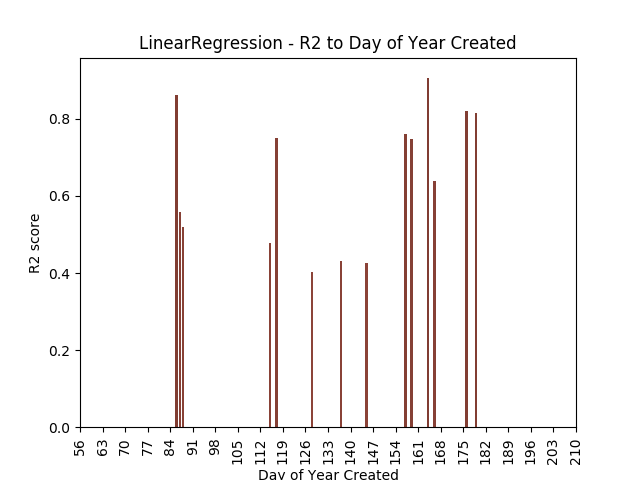 LinearRegression - R2 to Day of Year Created
R2 score
0.8
0.6
0.4
0.2
0.0
56 63 70 77 84 91 98 105 112 119 126 133 140 147 154 161 168 175 182 189 196 203 210
Day of Year Created